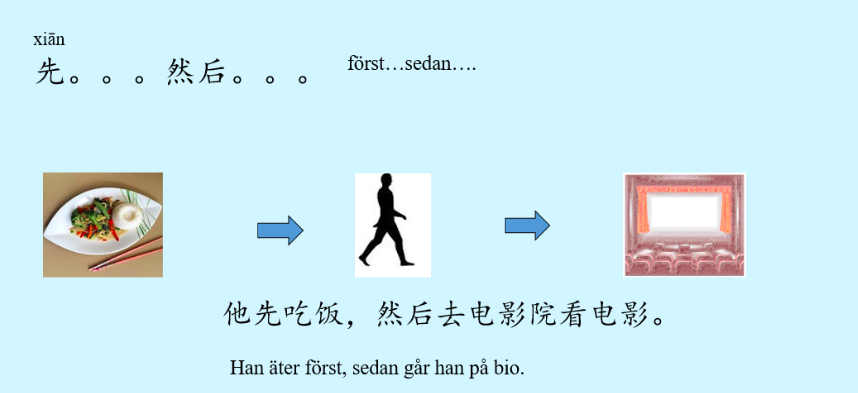 xiān
先。。。然后。。。 först…sedan….
他先吃饭，然后去电影院看电影。
Han äter först, sedan går han på bio.